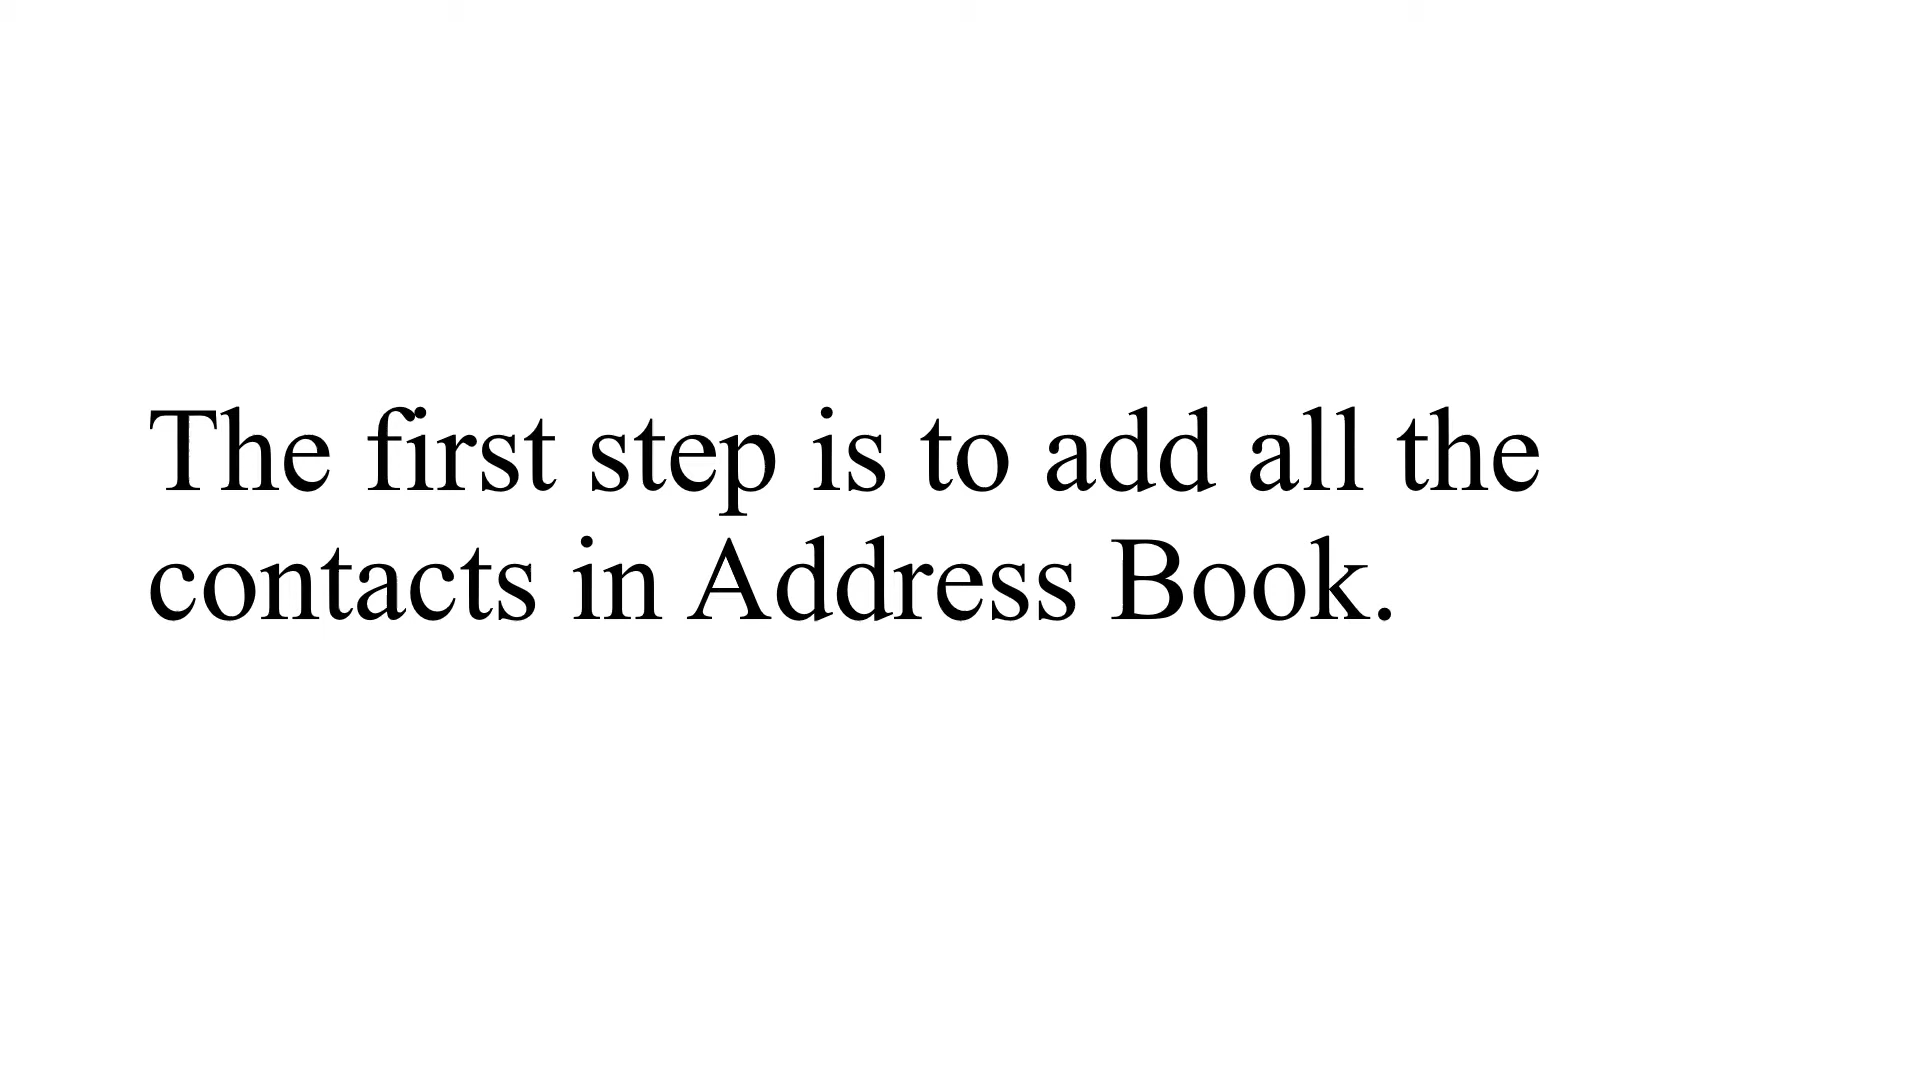 The first step is to add all the
contacts in Address Book.